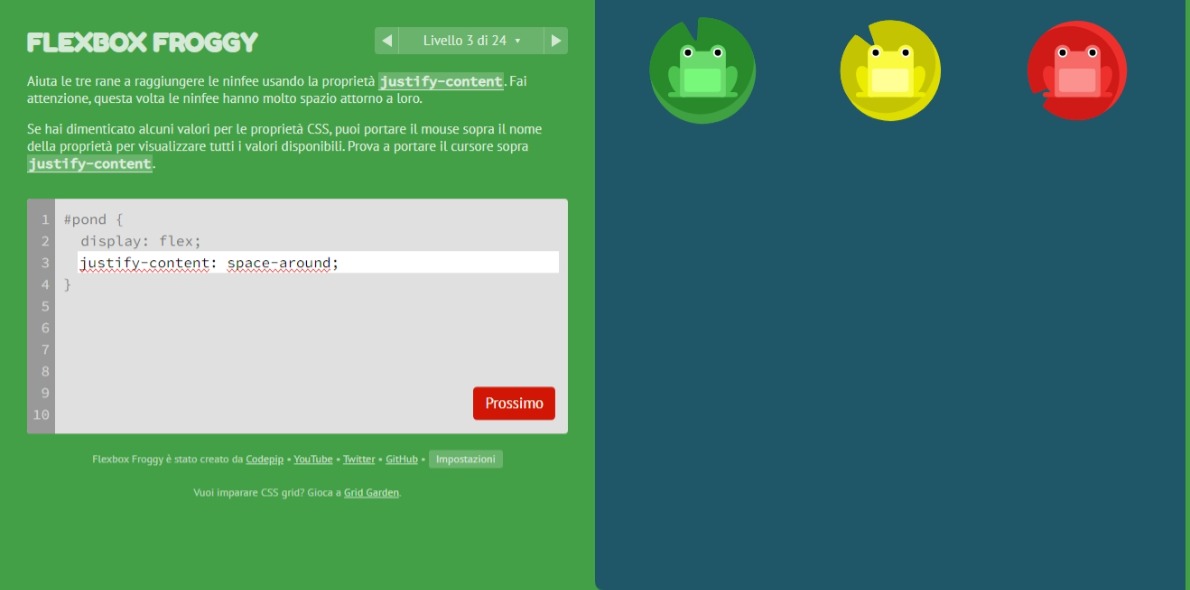 FLEXBOX FROGGY
Livello 3 di 24
Aiuta le tre rane a raggiungere le ninfee usando la proprietà justify-content. Fai
attenzione, questa volta le ninfee hanno molto spazio attorno a loro.
Se hai dimenticato alcuni valori per le proprietà CSS, puoi portare il mouse sopra il nome
della proprietà per visualizzare tutti i valori disponibili. Prova a portare il cursore sopra
justify-content.
1 #pond {
2 display: flex;
3 justify-content: space-around;
4 }
5
6
7
8
9
10
Prossimo
Flexbox Froggy è stato creato da Codepip • YouTube • Twitter • GitHub • Impostazioni
Vuoi imparare CSS grid? Gioca a Grid Garden.